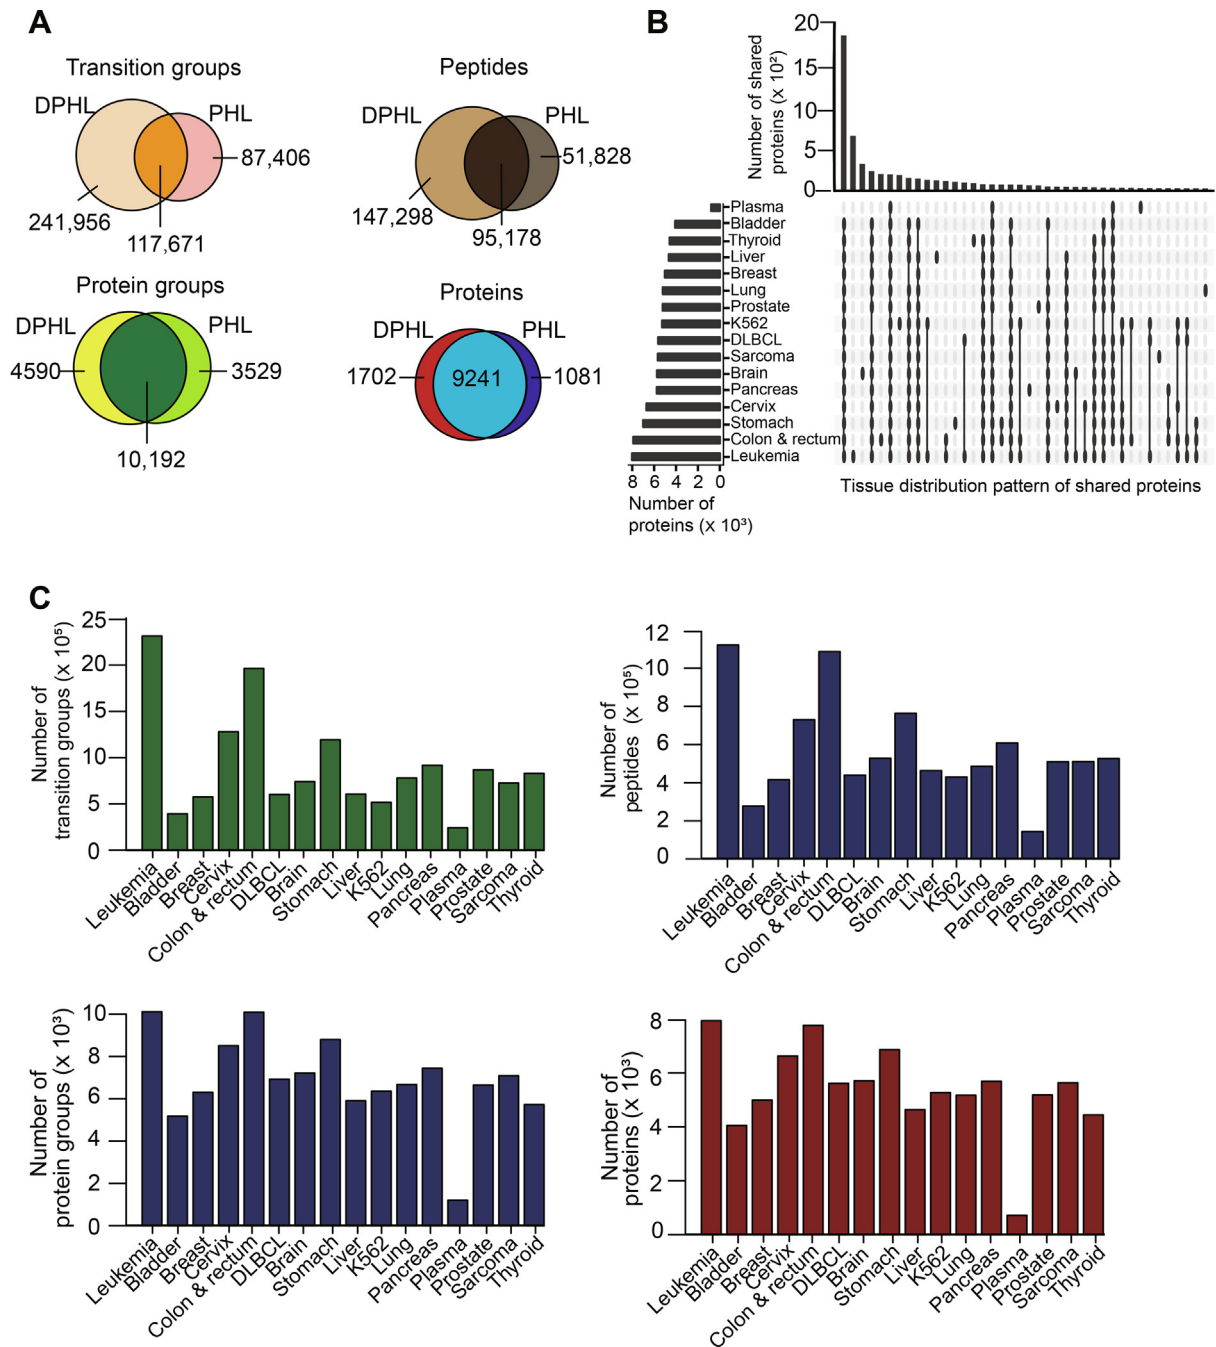 A
Transition groups
DPHL
PHL
87,406
241,956
117,671
Peptides
DPHL
PHL
51,828
147,298
95,178
Protein groups
DPHL
PHL
4590
3529
10,192
Proteins
DPHL
PHL
1702
9241
1081
B
Number of shared
proteins (x 10²)
20
15
10
5
0
Plasma
Bladder
Thyroid
Liver
Breast
Lung
Prostate
K562
DLBCL
Sarcoma
Brain
Pancreas
Cervix
Stomach
Colon & rectum
Leukemia
8 6 4 2 0
Number of
proteins (x 10³)
Tissue distribution pattern of shared proteins
C
Number of
transition groups (x 10⁵)
25
20
15
10
5
0
Leukemia
Bladder
Breast
Cervix
Colon & rectum
DLBCL
Brain
Stomach
Liver
K562
Lung
Pancreas
Plasma
Prostate
Sarcoma
Thyroid
Number of
peptides (x 10⁵)
12
10
8
6
4
2
0
Leukemia
Bladder
Breast
Cervix
Colon & rectum
DLBCL
Brain
Stomach
Liver
K562
Lung
Pancreas
Plasma
Prostate
Sarcoma
Thyroid
Number of
protein groups (x 10³)
10
8
6
4
2
0
Leukemia
Bladder
Breast
Cervix
Colon & rectum
DLBCL
Brain
Stomach
Liver
K562
Lung
Pancreas
Plasma
Prostate
Sarcoma
Thyroid
Number of
proteins (x 10³)
8
6
4
2
0
Leukemia
Bladder
Breast
Cervix
Colon & rectum
DLBCL
Brain
Stomach
Liver
K562
Lung
Pancreas
Plasma
Prostate
Sarcoma
Thyroid